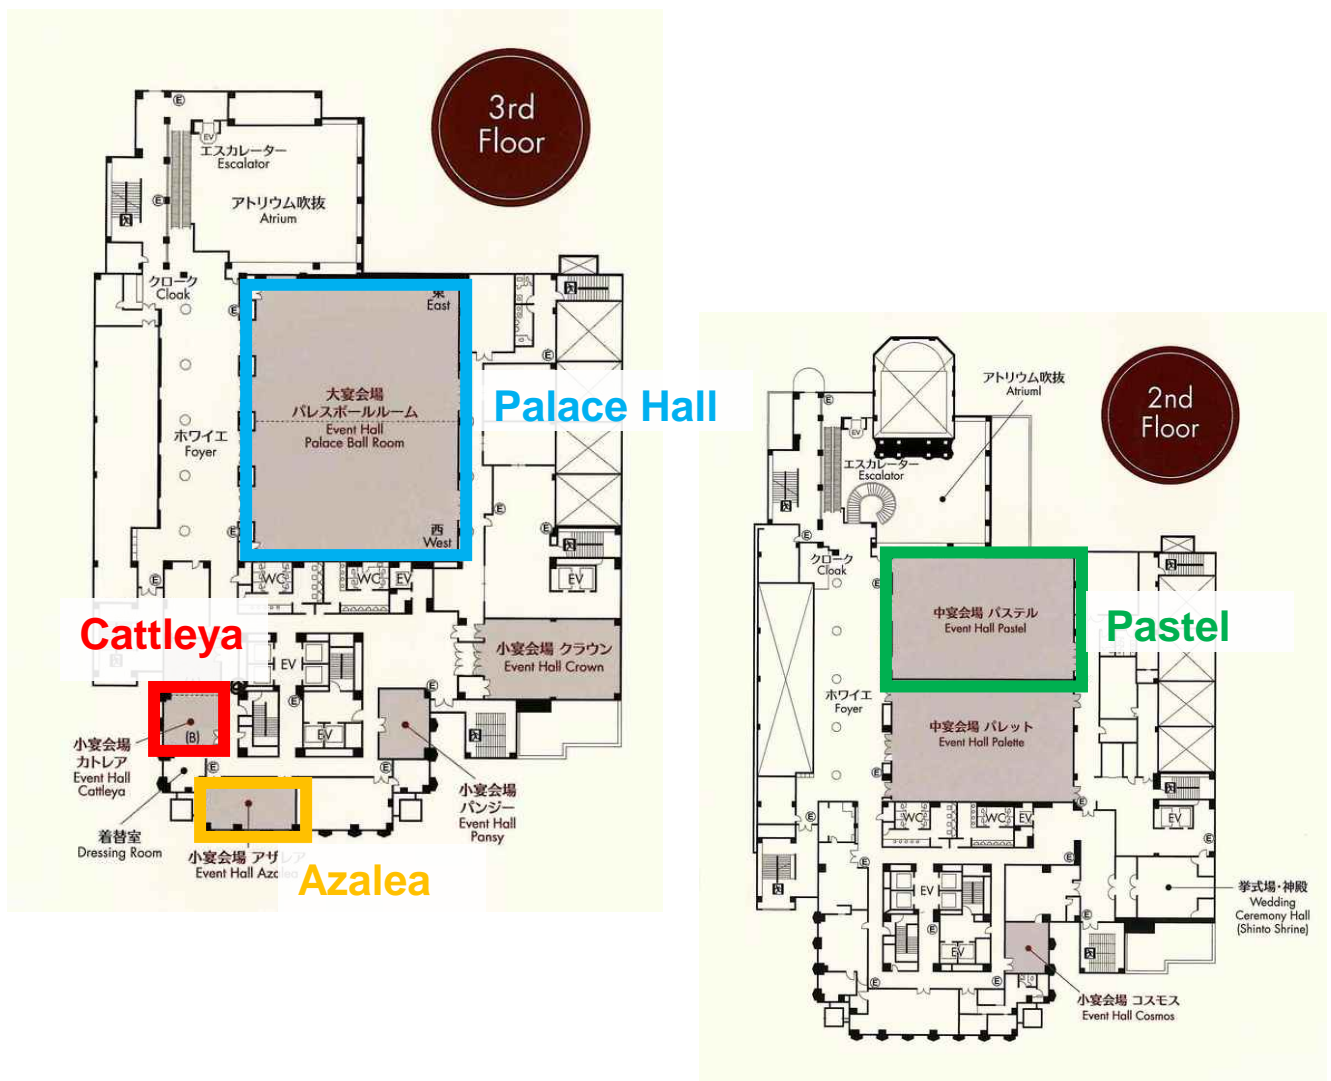 3rd
Floor
EV
エスカレーター
Escalator
アトリウム吹抜
Atrium
クローク
Cloak
東
East
大宴会場
パレスボールルーム
Event Hall
Palace Ball Room
Palace Hall
ホワイエ
Foyer
西
West
WC
WC
EV
EV
Cattleya
EV
小宴会場 クラウン
Event Hall Crown
(B)
EV
小宴会場
カトレア
Event Hall
Cattleya
着替室
Dressing Room
小宴会場
パンジー
Event Hall
Pansy
小宴会場 アザレア
Event Hall Azalea
Azalea
2nd
Floor
アトリウム吹抜
Atriuml
EV
エスカレーター
Escalator
クローク
Cloak
中宴会場 パステル
Event Hall Pastel
Pastel
ホワイエ
Foyer
中宴会場 パレット
Event Hall Palette
WC
WC
EV
EV
EV
挙式場・神殿
Wedding
Ceremony Hall
(Shinto Shrine)
EV
小宴会場 コスモス
Event Hall Cosmos